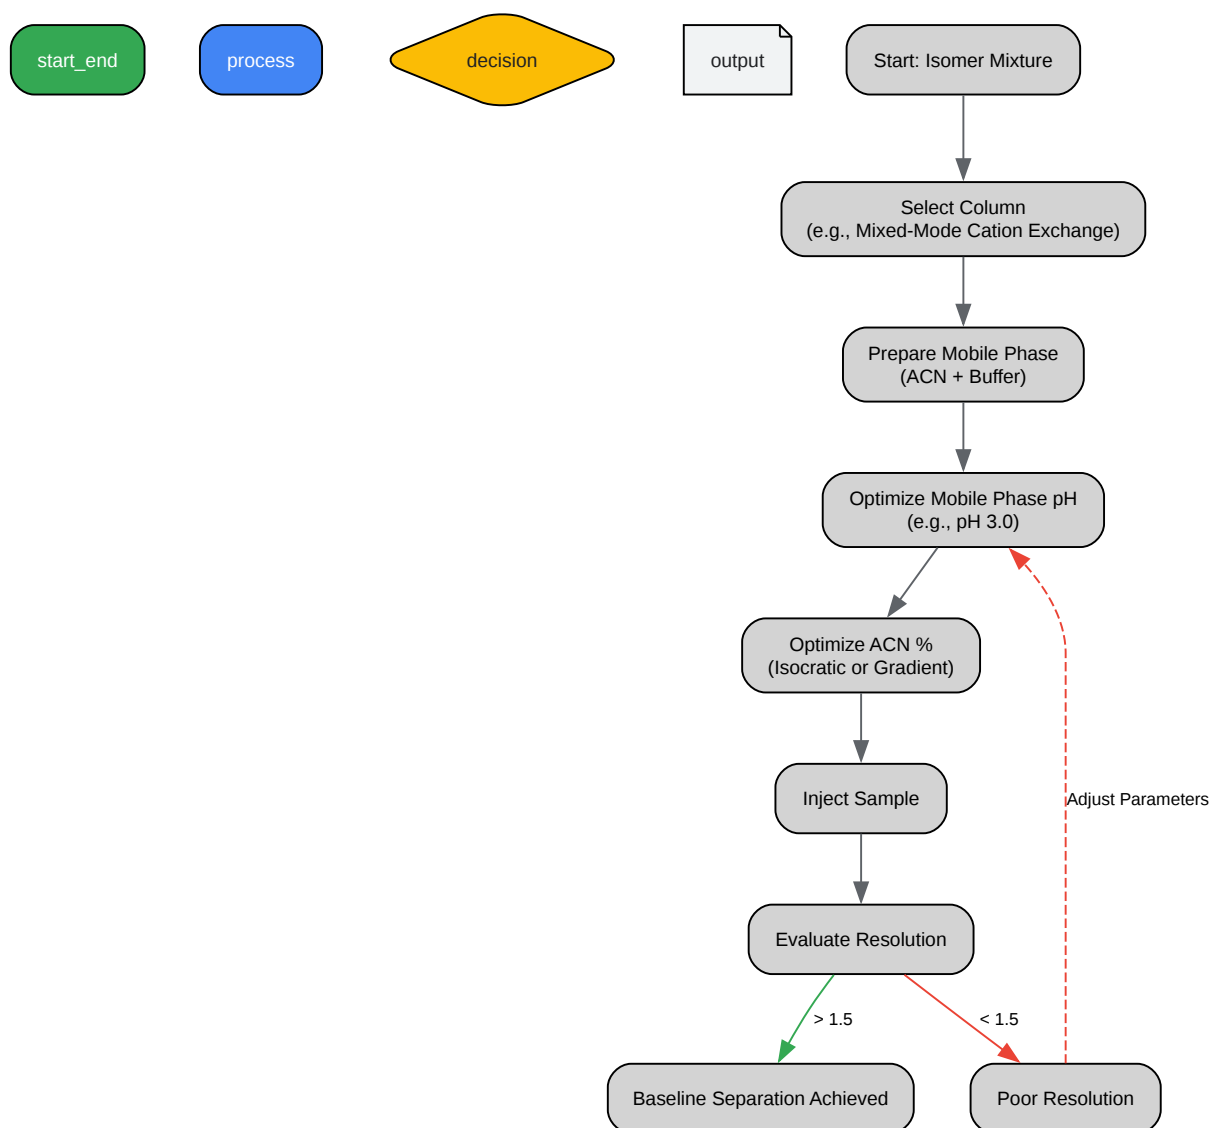 start_end
process
decision
output
Start: Isomer Mixture
Select Column
(e.g., Mixed-Mode Cation Exchange)
Prepare Mobile Phase
(ACN + Buffer)
Optimize Mobile Phase pH
(e.g., pH 3.0)
Optimize ACN %
(Isocratic or Gradient)
Inject Sample
Adjust Parameters
Evaluate Resolution
> 1.5
< 1.5
Baseline Separation Achieved
Poor Resolution